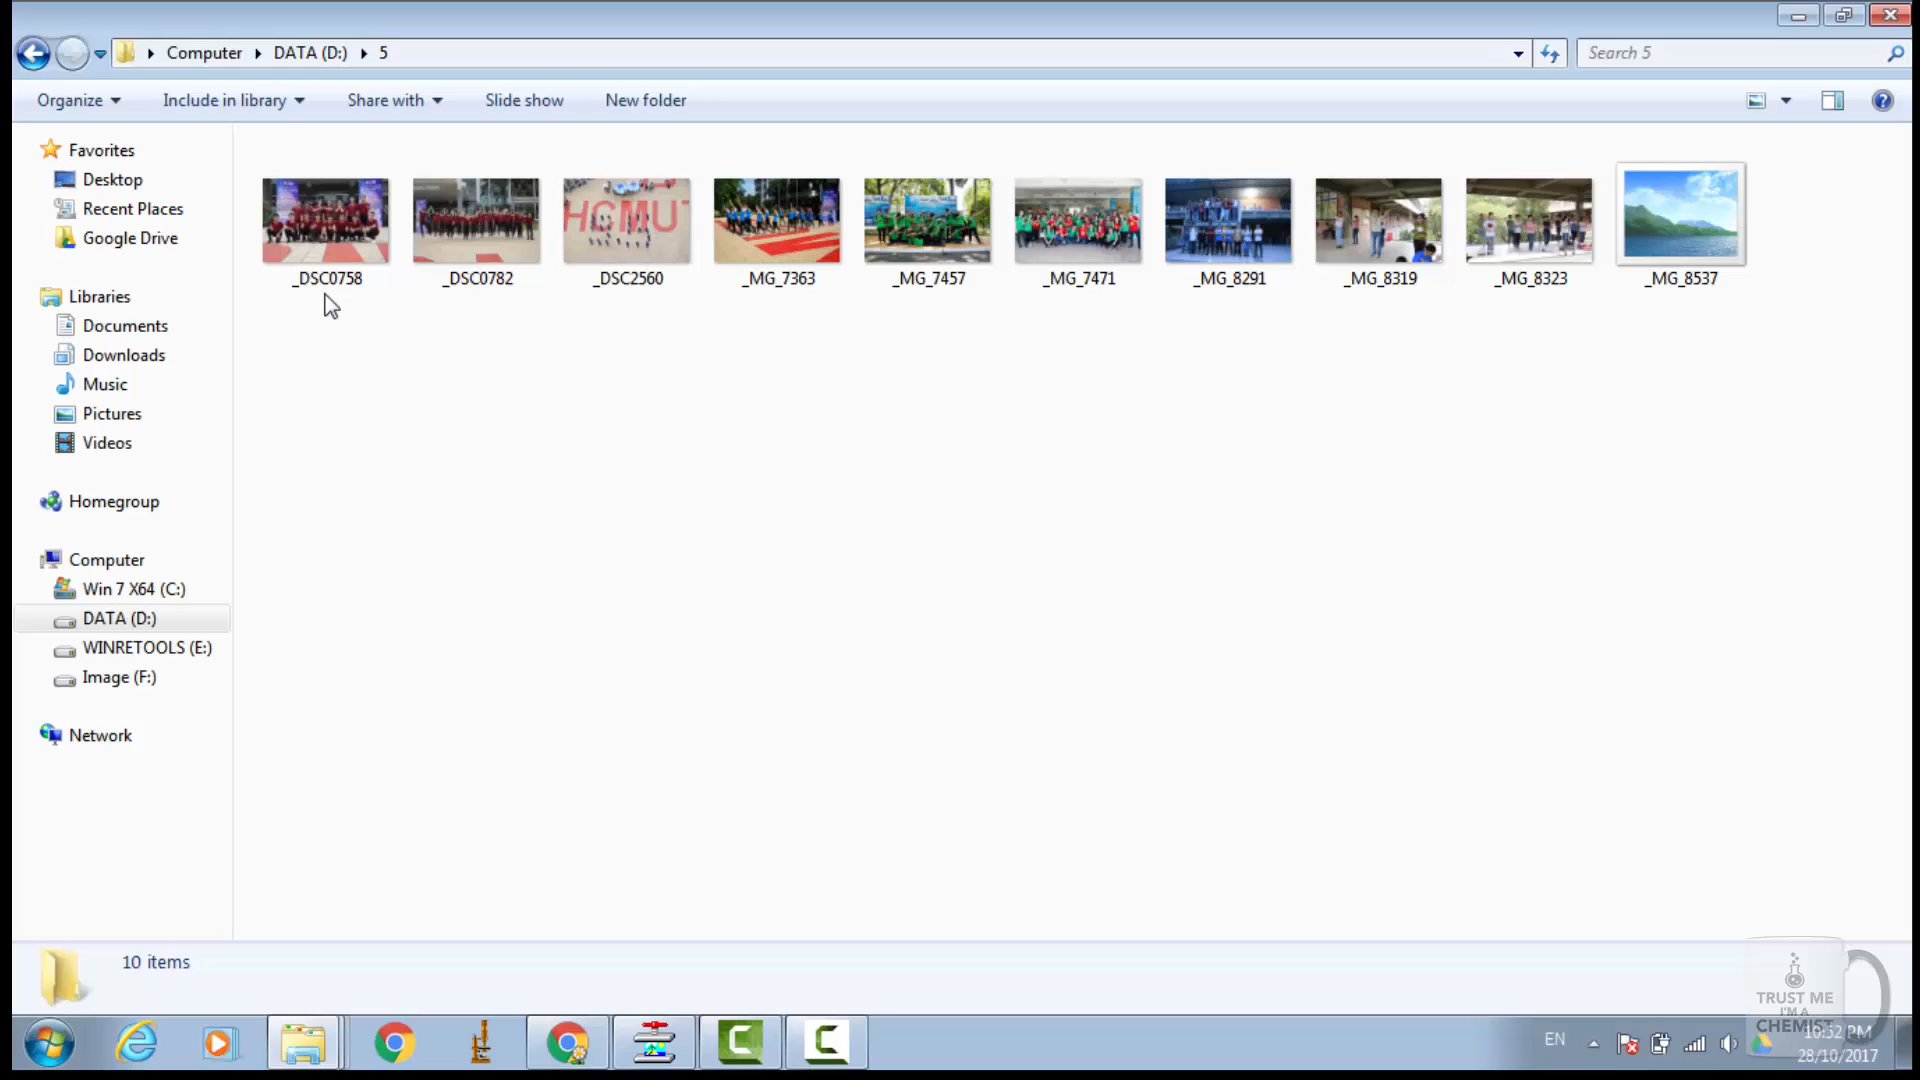 Computer DATA (D:) 5
Search 5
Organize Include in library Share with Slide show New folder
Favorites
Desktop
Recent Places
Google Drive
Libraries
Documents
Downloads
Music
Pictures
Videos
Homegroup
Computer
Win 7 X64 (C:)
DATA (D:)
WINRETOOLS (E:)
Image (F:)
Network
HCMUT
_DSC0758 _DSC0782 _DSC2560 _MG_7363 _MG_7457 _MG_7471 _MG_8291 _MG_8319 _MG_8323 _MG_8537
10 items
TRUST ME
I'M A
CHEMIST
EN
10:52 PM
28/10/2017